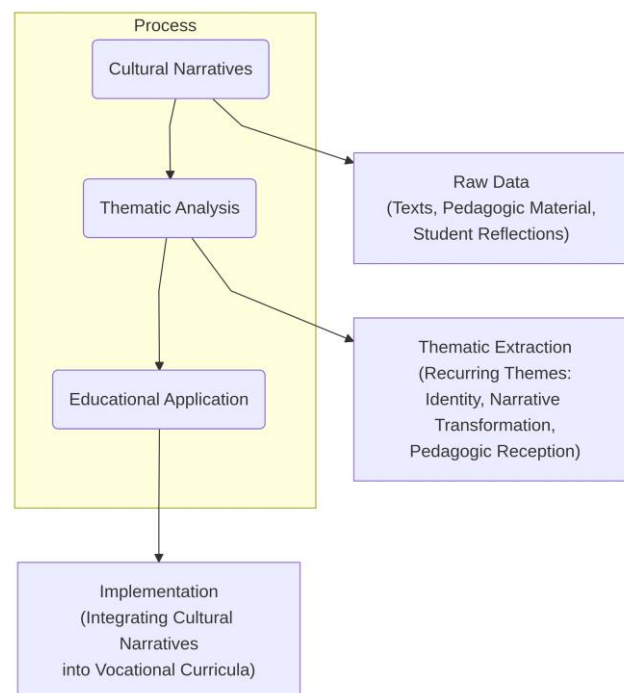 Process
Cultural Narratives
Raw Data
(Texts, Pedagogic Material,
Student Reflections)
Thematic Analysis
Thematic Extraction
(Recurring Themes:
Identity, Narrative
Transformation,
Pedagogic Reception)
Educational Application
Implementation
(Integrating Cultural
Narratives
into Vocational Curricula)